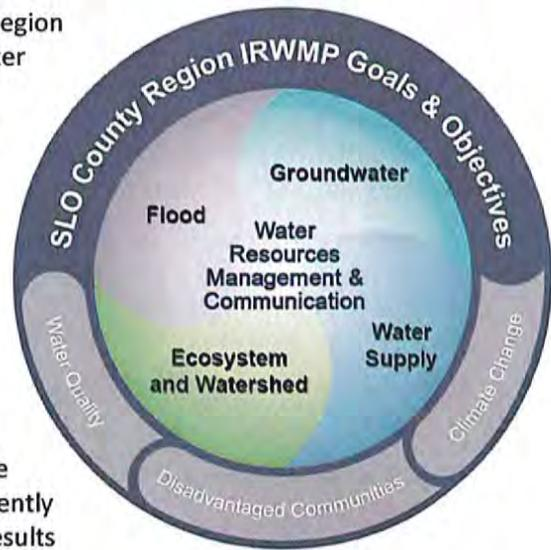 egion
ter
SLO County Region IRWMP Goals & Objectives
Groundwater
Flood
Water
Resources
Management &
Communication
Water
Supply
Ecosystem
and Watershed
Water Quality
Disadvantaged Communities
Climate Change
e
ently
esults